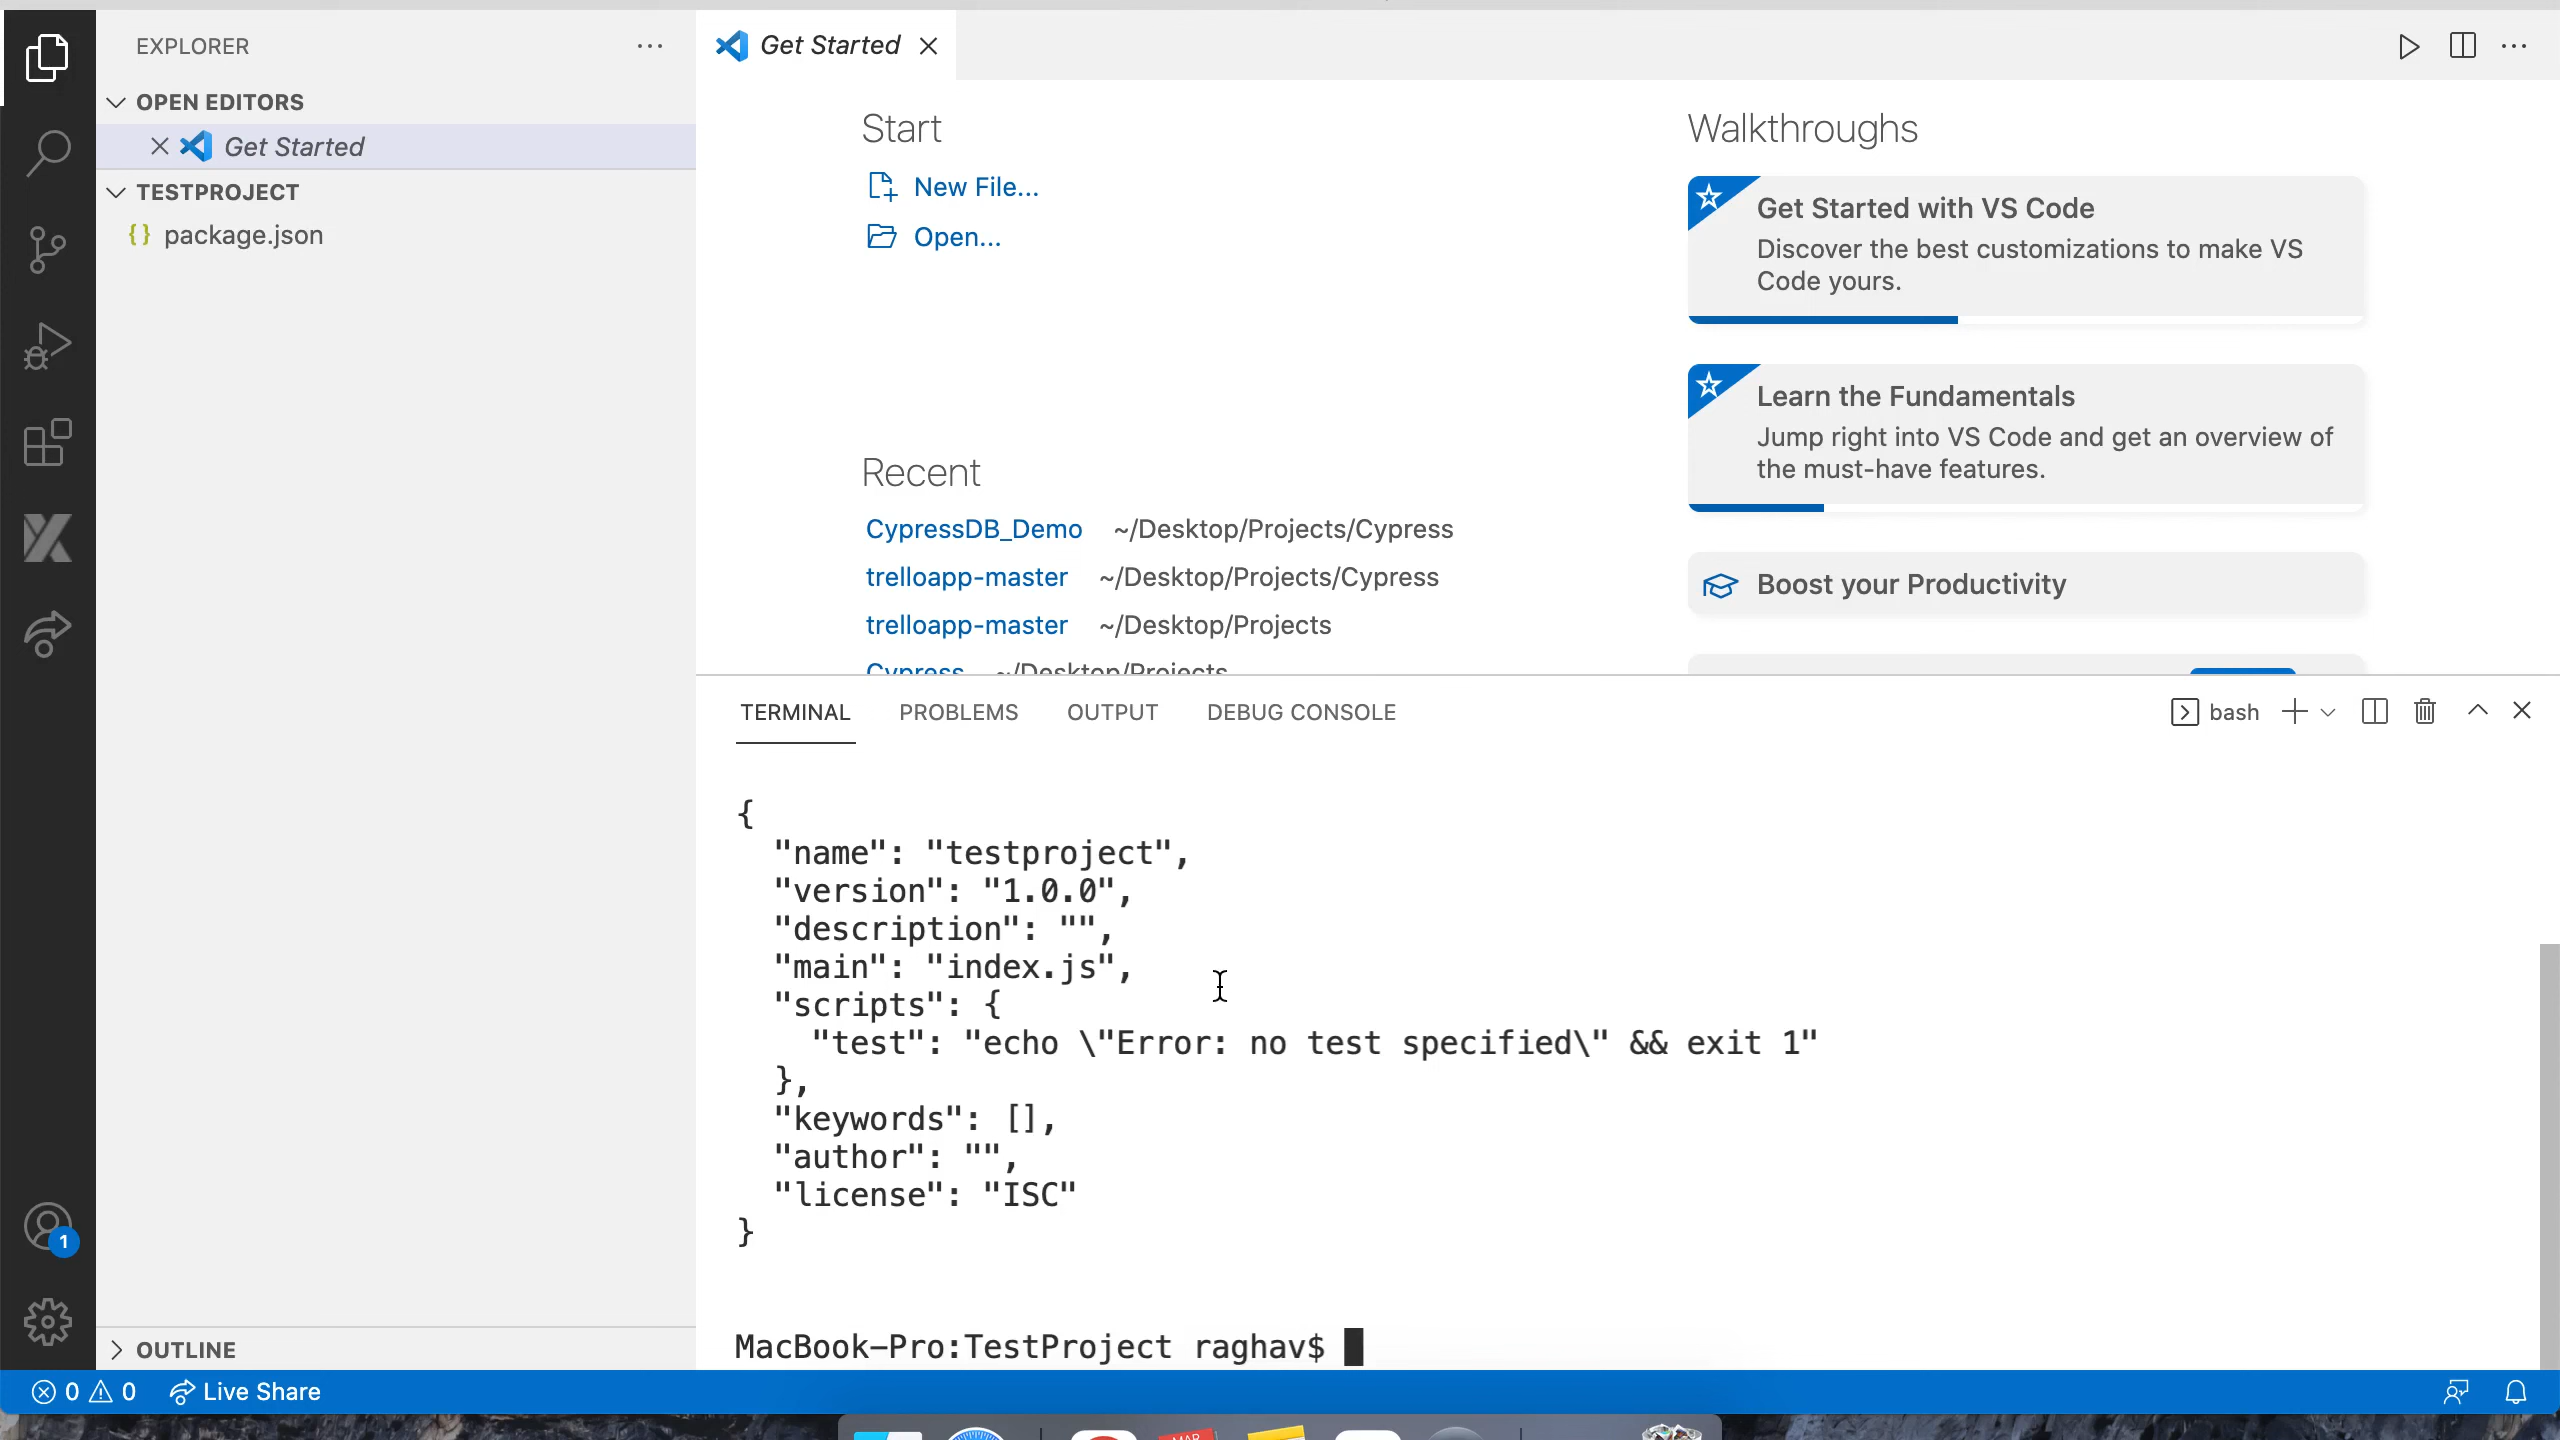 EXPLORER
OPEN EDITORS
Get Started
TESTPROJECT
{} package.json
OUTLINE
1
Get Started
Start
New File...
Open...
Recent
CypressDB_Demo ~/Desktop/Projects/Cypress
trelloapp-master ~/Desktop/Projects/Cypress
trelloapp-master ~/Desktop/Projects
Cypress ~/Desktop/Projects
Walkthroughs
Get Started with VS Code
Discover the best customizations to make VS
Code yours.
Learn the Fundamentals
Jump right into VS Code and get an overview of
the must-have features.
Boost your Productivity
TERMINAL PROBLEMS OUTPUT DEBUG CONSOLE
bash
{
"name": "testproject",
"version": "1.0.0",
"description": "",
"main": "index.js",
"scripts": {
"test": "echo \"Error: no test specified\" && exit 1"
},
"keywords": [],
"author": "",
"license": "ISC"
}
MacBook-Pro:TestProject raghav$
0 0 Live Share
MAR